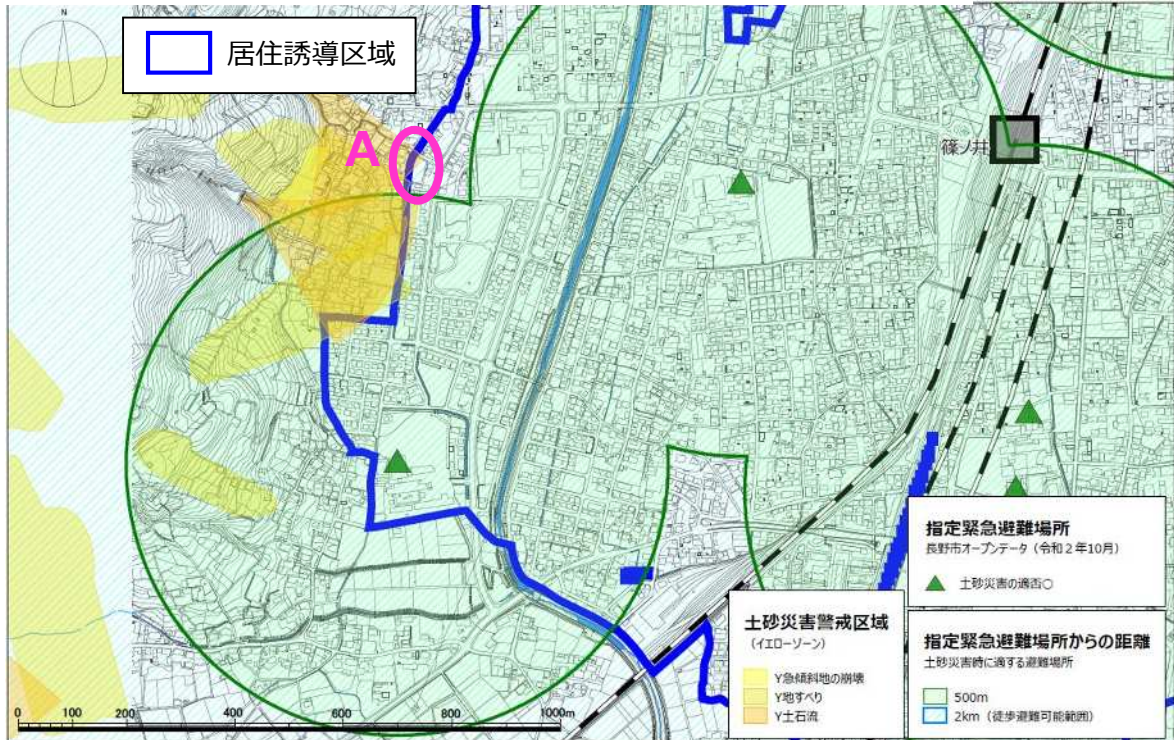 N
居住誘導区域
A
篠ノ井
指定緊急避難場所
長野市オープンデータ（令和２年10月）
土砂災害の適否○
土砂災害警戒区域
（イエローゾーン）
Y急傾斜地の崩壊
Y地すべり
Y土石流
指定緊急避難場所からの距離
土砂災害時に適する避難場所
500m
2km（徒歩避難可能範囲）
0 100 200 400 600 800 1000m